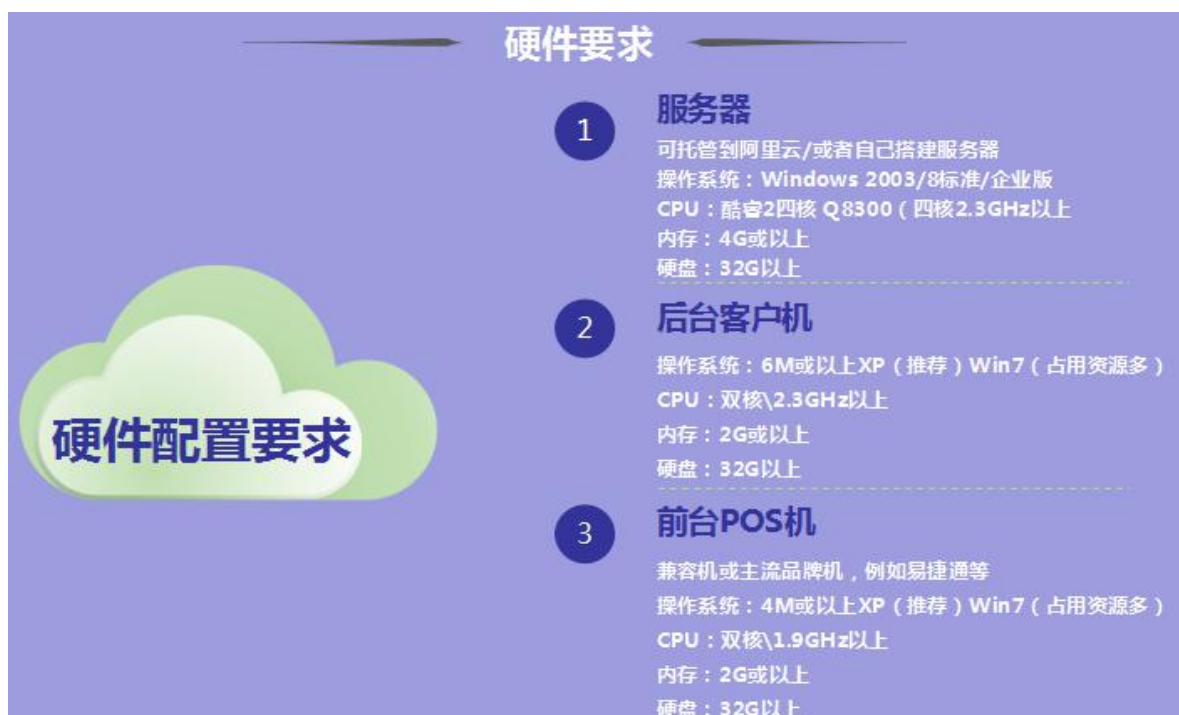 硬件要求
硬件配置要求
1
服务器
可托管到阿里云/或者自己搭建服务器
操作系统：Windows 2003/8标准/企业版
CPU：酷睿2四核 Q8300（四核2.3GHz以上
内存：4G或以上
硬盘：32G以上
2
后台客户机
操作系统：6M或以上XP（推荐）Win7（占用资源多）
CPU：双核\2.3GHz以上
内存：2G或以上
硬盘：32G以上
3
前台POS机
兼容机或主流品牌机，例如易捷通等
操作系统：4M或以上XP（推荐）Win7（占用资源多）
CPU：双核\1.9GHz以上
内存：2G或以上
硬盘：32G以上